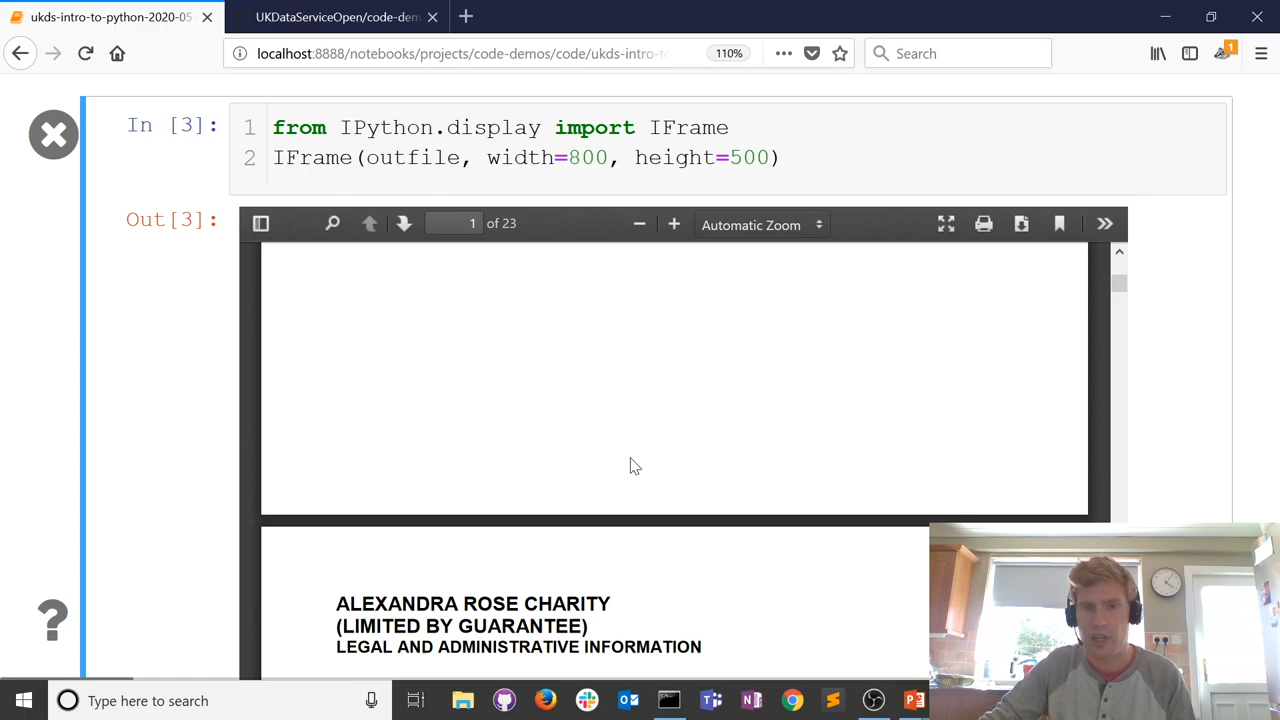 ukds-intro-to-python-2020-05-
UKDataServiceOpen/code-dem
localhost:8888/notebooks/projects/code-demos/code/ukds-intro-to
110%
Search
1
In [3]:
1 from IPython.display import IFrame
2 IFrame(outfile, width=800, height=500)
Out[3]:
1 of 23
Automatic Zoom
ALEXANDRA ROSE CHARITY
(LIMITED BY GUARANTEE)
LEGAL AND ADMINISTRATIVE INFORMATION
?
Type here to search